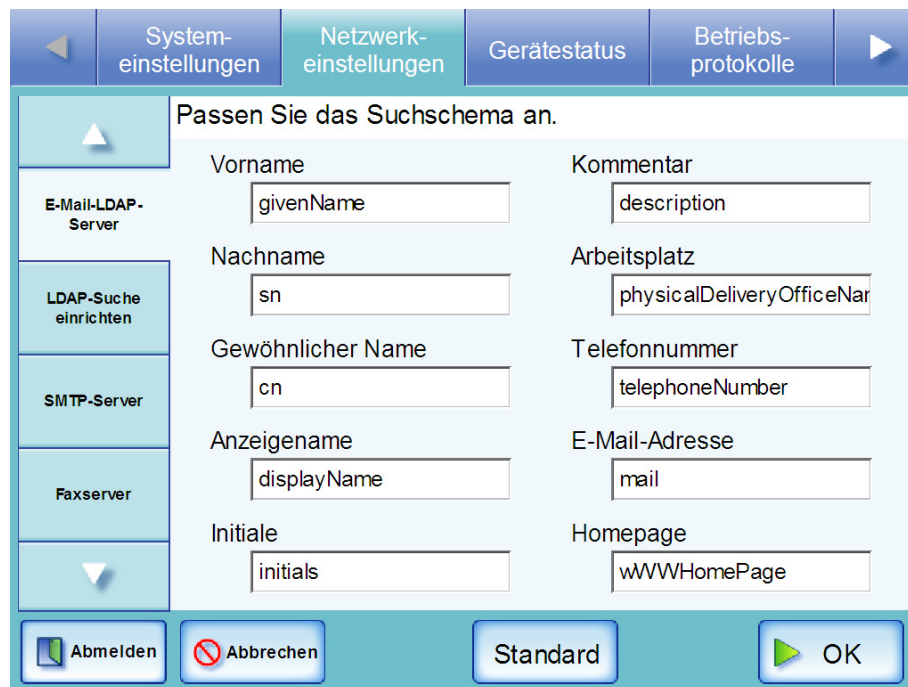 System-
einstellungen
Netzwerk-
einstellungen
Gerätestatus
Betriebs-
protokolle
Passen Sie das Suchschema an.
E-Mail-LDAP-
Server
LDAP-Suche
einrichten
SMTP-Server
Faxserver
Vorname
givenName
Nachname
sn
Gewöhnlicher Name
cn
Anzeigename
displayName
Initiale
initials
Kommentar
description
Arbeitsplatz
physicalDeliveryOfficeNar
Telefonnummer
telephoneNumber
E-Mail-Adresse
mail
Homepage
wWWHomePage
Abmelden
Abbrechen
Standard
OK